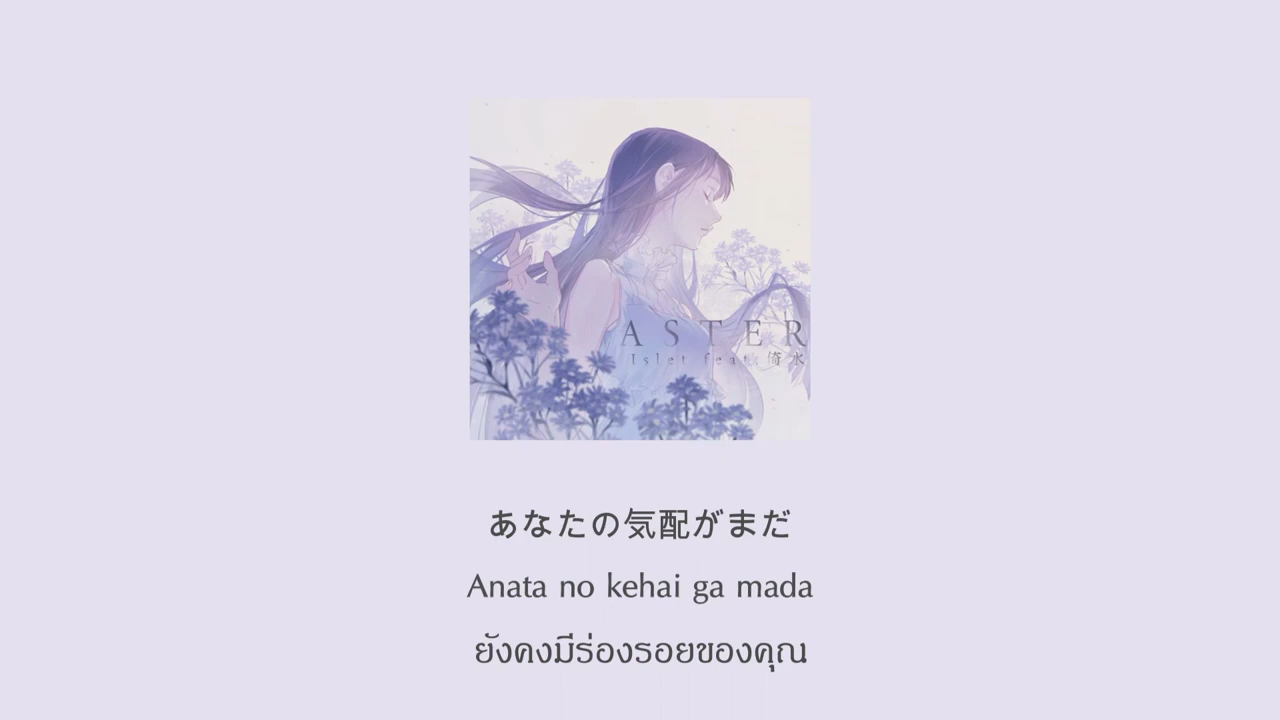 ASTER
Islet feat. 倚水
あなたの気配がまだ
Anata no kehai ga mada
ยังคงมีร่องรอยของคุณ